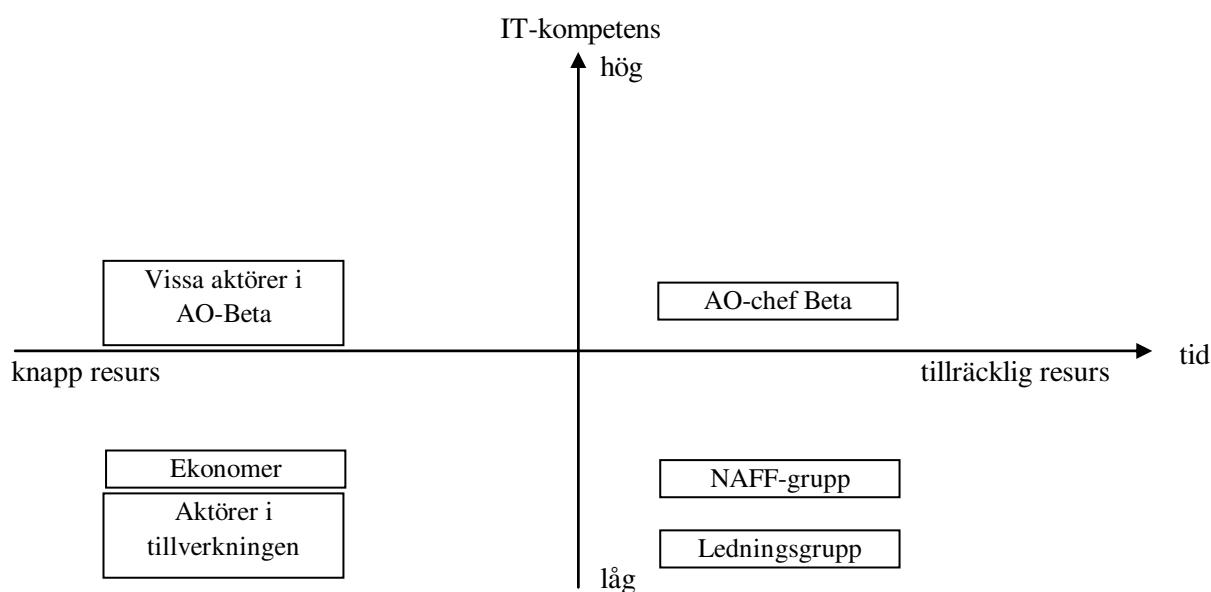 IT-kompetens
hög
Vissa aktörer i
AO-Beta
AO-chef Beta
knapp resurs
tillräcklig resurs
tid
Ekonomer
NAFF-grupp
Aktörer i
tillverkningen
Ledningsgrupp
låg